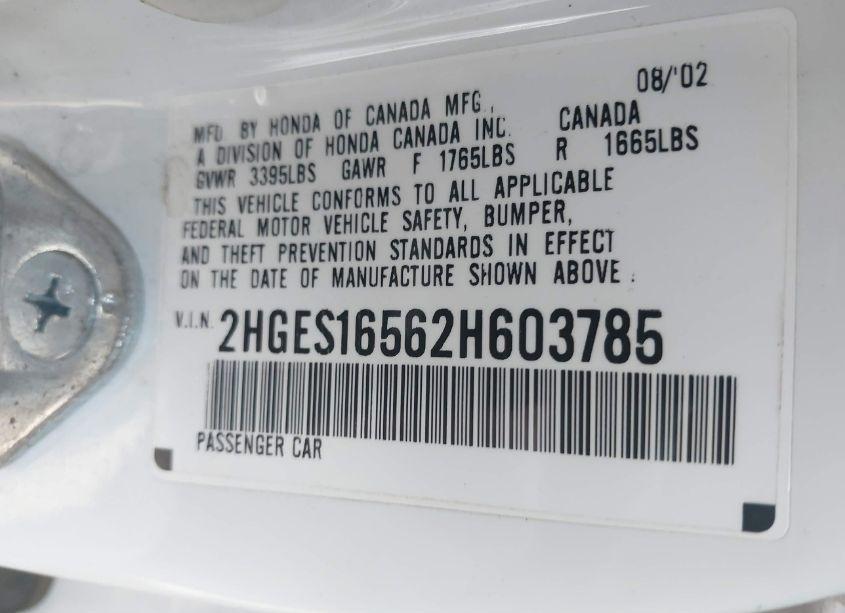 08/'02
MFD. BY HONDA OF CANADA MFG., CANADA
A DIVISION OF HONDA CANADA INC.
GVWR 3395LBS GAWR F 1765LBS R 1665LBS
THIS VEHICLE CONFORMS TO ALL APPLICABLE
FEDERAL MOTOR VEHICLE SAFETY, BUMPER,
AND THEFT PREVENTION STANDARDS IN EFFECT
ON THE DATE OF MANUFACTURE SHOWN ABOVE.
V.I.N. 2HGES16562H603785
PASSENGER CAR